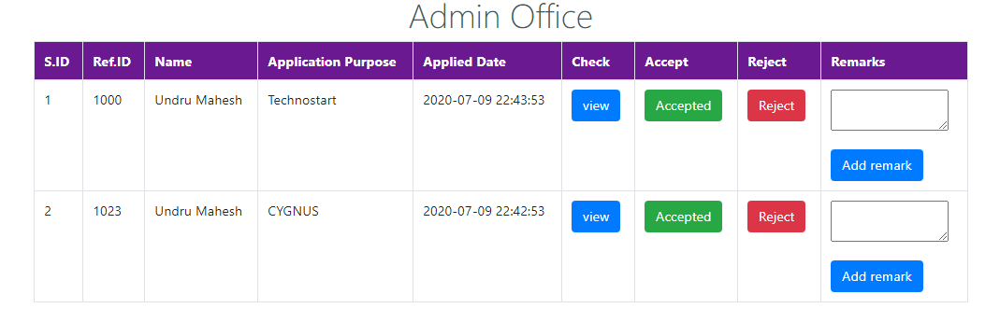 Admin Office
S.ID Ref.ID Name Application Purpose Applied Date Check Accept Reject Remarks
1 1000 Undru Mahesh Technostart 2020-07-09 22:43:53 view Accepted Reject
Add remark
2 1023 Undru Mahesh CYGNUS 2020-07-09 22:42:53 view Accepted Reject
Add remark